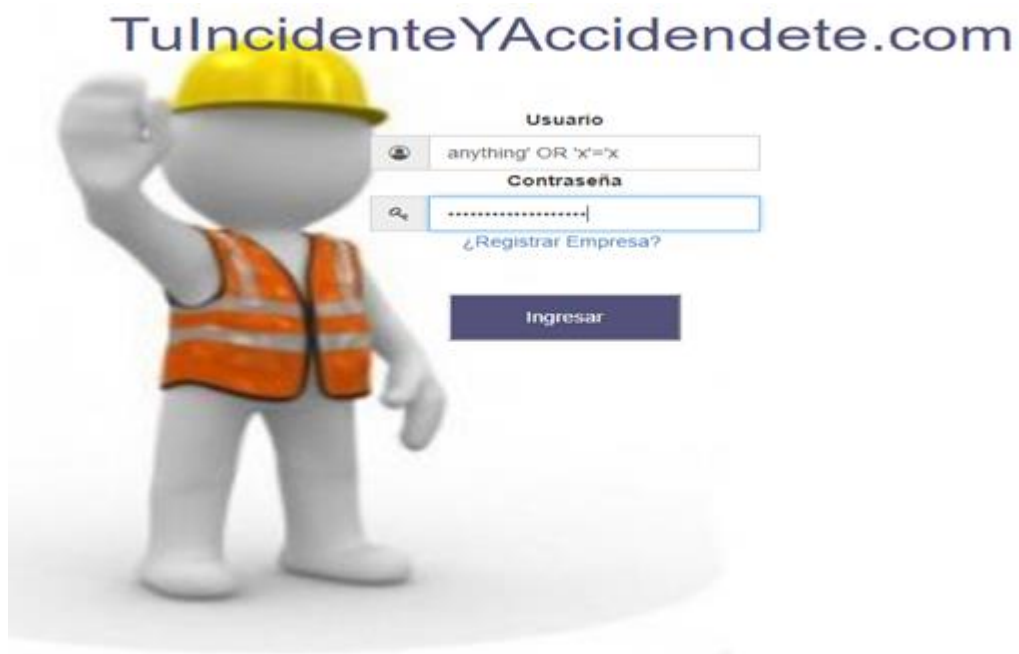 TuIncidenteYAccidendete.com
Usuario
anything' OR 'x'='x
Contraseña
¿Registrar Empresa?
Ingresar